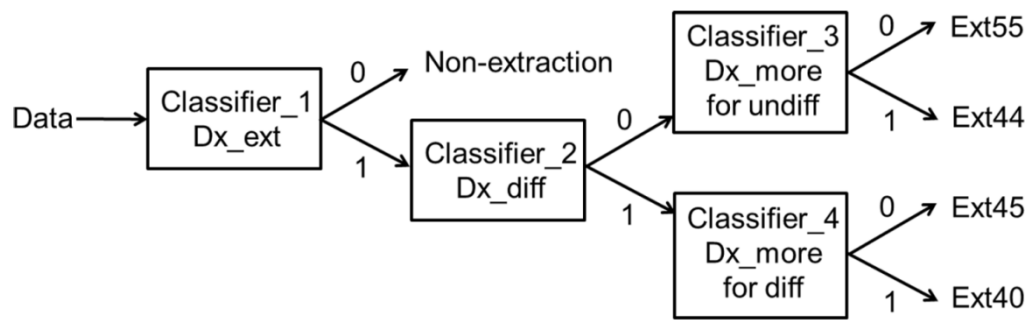 Data
Classifier_1
Dx_ext
0
Non-extraction
1
Classifier_2
Dx_diff
0
Classifier_3
Dx_more
for undiff
0
Ext55
1
Ext44
1
Classifier_4
Dx_more
for diff
0
Ext45
1
Ext40